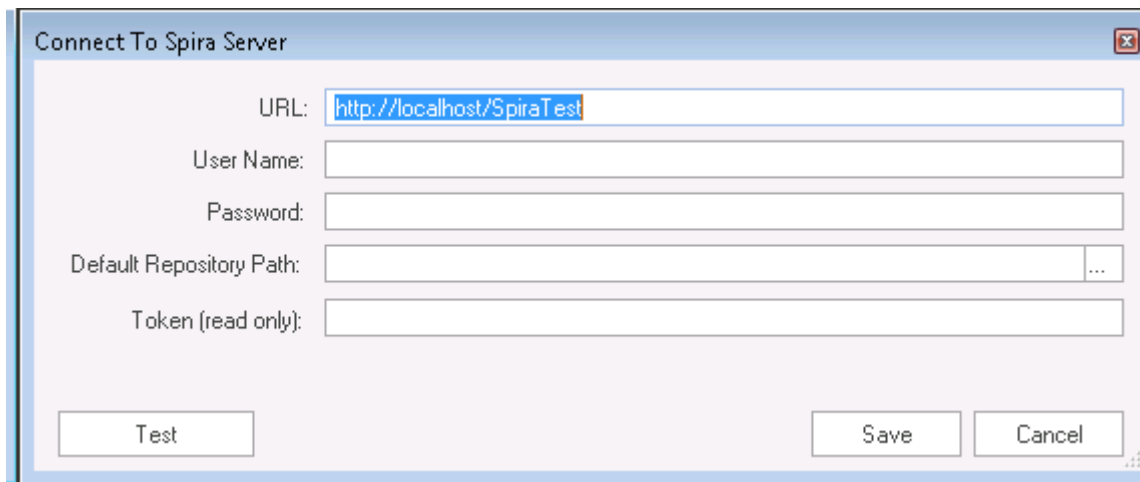 Connect To Spira Server
URL: http://localhost/SpiraTest
User Name:
Password:
Default Repository Path: ...
Token (read only):
Test Save Cancel